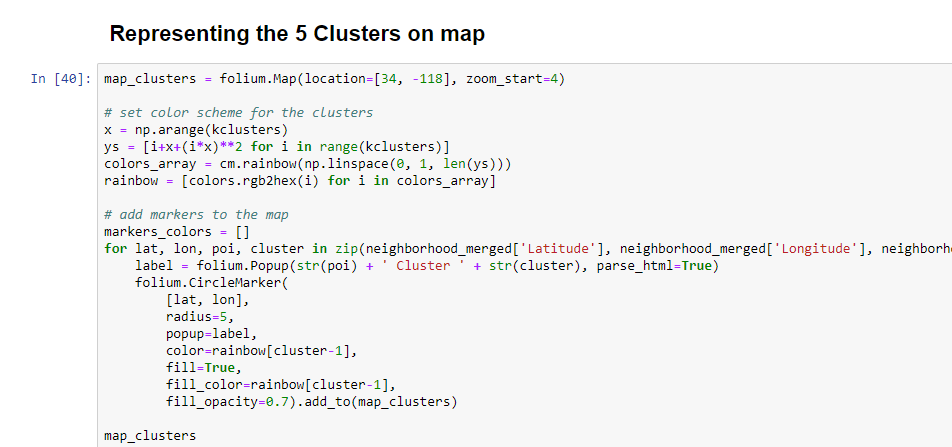 Representing the 5 Clusters on map
In [40]: map_clusters = folium.Map(location=[34, -118], zoom_start=4)
# set color scheme for the clusters
x = np.arange(kclusters)
ys = [i+x+(i*x)**2 for i in range(kclusters)]
colors_array = cm.rainbow(np.linspace(0, 1, len(ys)))
rainbow = [colors.rgb2hex(i) for i in colors_array]
# add markers to the map
markers_colors = []
for lat, lon, poi, cluster in zip(neighborhood_merged['Latitude'], neighborhood_merged['Longitude'],
label = folium.Popup(str(poi) + ' Cluster ' + str(cluster), parse_html=True)
folium.CircleMarker(
[lat, lon],
radius=5,
popup=label,
color=rainbow[cluster-1],
fill=True,
fill_color=rainbow[cluster-1],
fill_opacity=0.7).add_to(map_clusters)
map_clusters